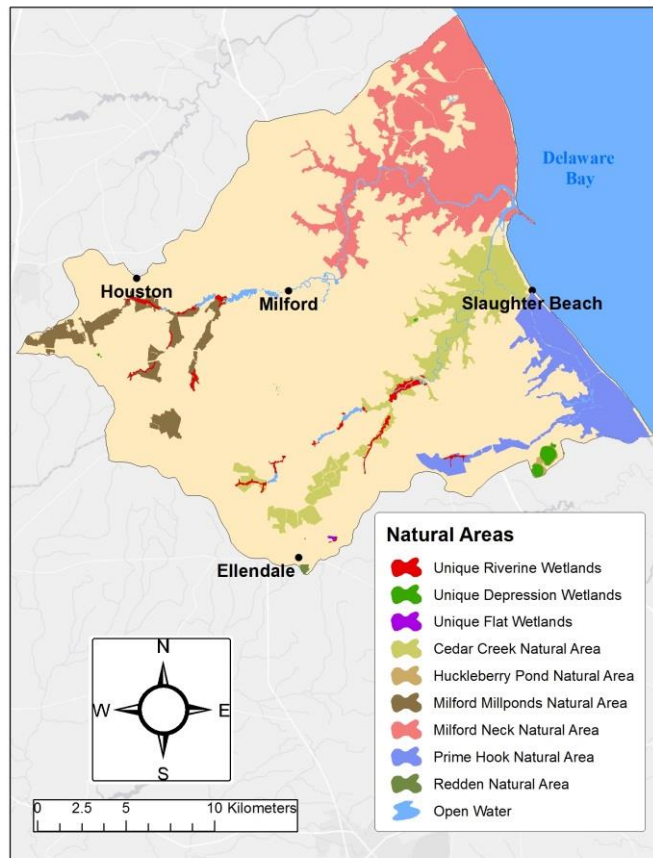 Delaware
Bay
Houston
Milford
Slaughter Beach
Ellendale
Natural Areas
Unique Riverine Wetlands
Unique Depression Wetlands
Unique Flat Wetlands
Cedar Creek Natural Area
Huckleberry Pond Natural Area
Milford Millponds Natural Area
Milford Neck Natural Area
Prime Hook Natural Area
Redden Natural Area
Open Water
N
W E
S
0 2.5 5 10 Kilometers